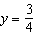 y = 3/4